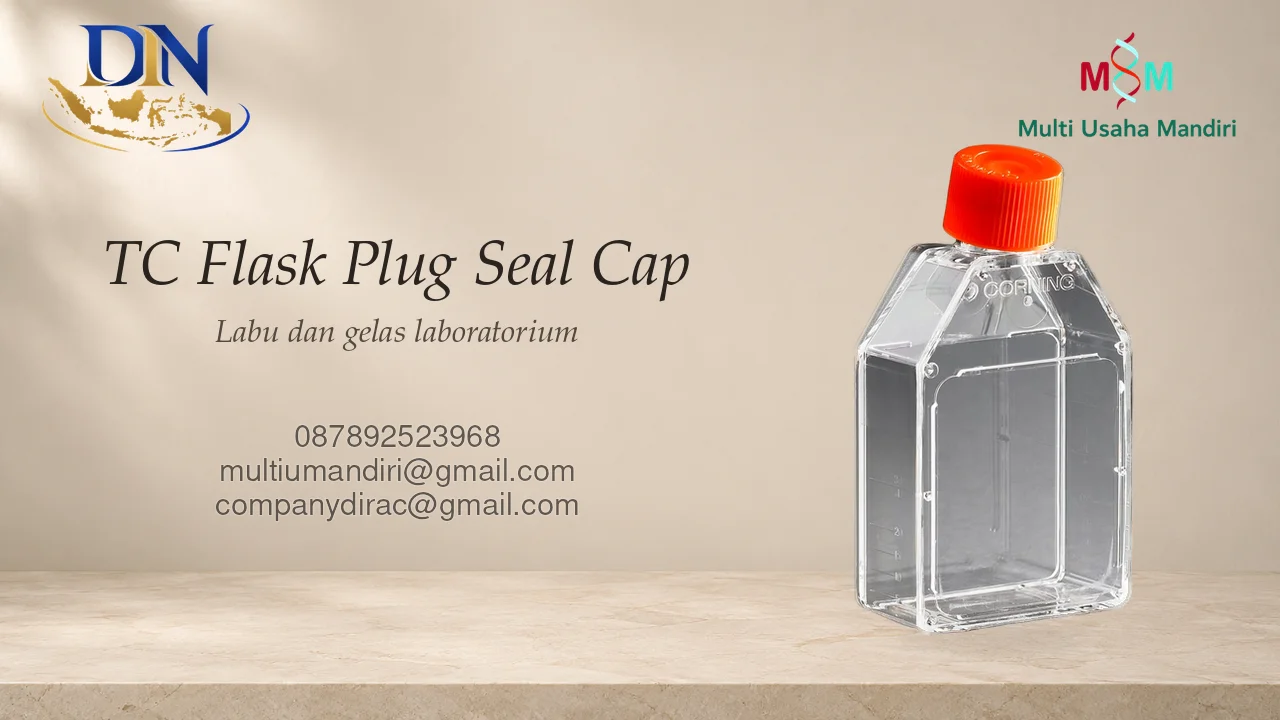 DIN
M M
Multi Usaha Mandiri
TC Flask Plug Seal Cap
Labu dan gelas laboratorium
087892523968
multiumandiri@gmail.com
companydirac@gmail.com
CORNING